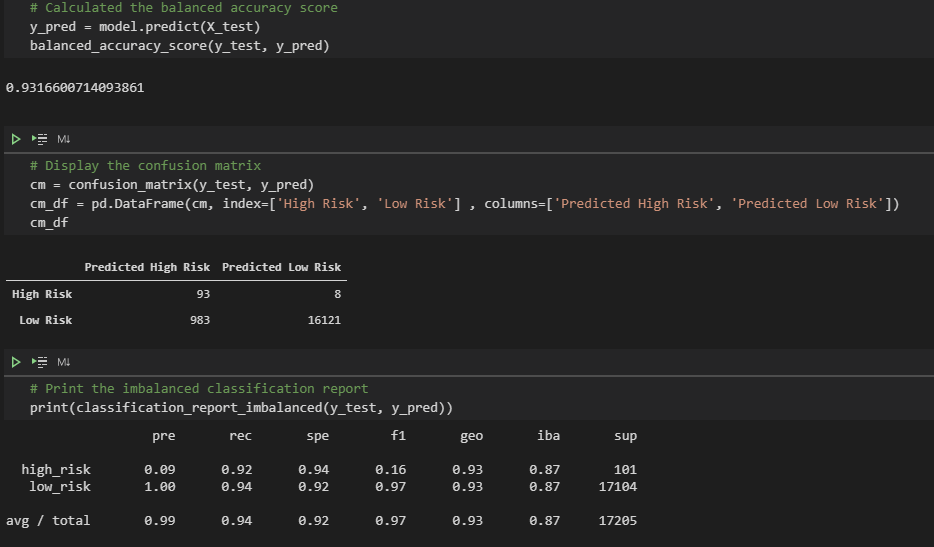 # Calculated the balanced accuracy score
y_pred = model.predict(X_test)
balanced_accuracy_score(y_test, y_pred)
0.9316600714093861
M↓
# Display the confusion matrix
cm = confusion_matrix(y_test, y_pred)
cm_df = pd.DataFrame(cm, index=['High Risk', 'Low Risk'] , columns=['Predicted High Risk', 'Predicted Low Risk'])
cm_df
Predicted High Risk Predicted Low Risk
High Risk 93 8
Low Risk 983 16121
M↓
# Print the imbalanced classification report
print(classification_report_imbalanced(y_test, y_pred))
pre rec spe f1 geo iba sup
high_risk 0.09 0.92 0.94 0.16 0.93 0.87 101
low_risk 1.00 0.94 0.92 0.97 0.93 0.87 17104
avg / total 0.99 0.94 0.92 0.97 0.93 0.87 17205